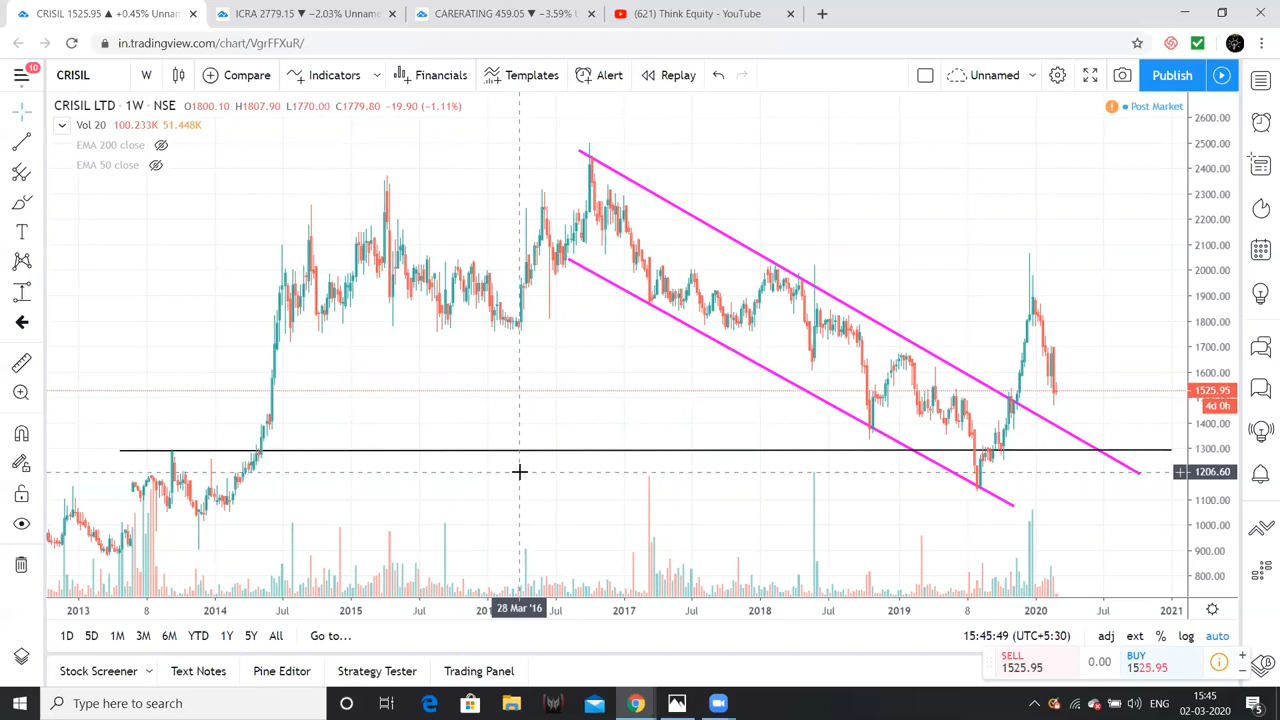 CRISIL 1525.95 ▲ +0.45% Unnam
ICRA 2779.15 ▼ −2.03% Unname
CARERATING 459.05 ▼ −3.59% U
(621) Think Equity - YouTube
in.tradingview.com/chart/VgrFFXuR/
10
CRISIL
W
Compare
Indicators
Financials
Templates
Alert
Replay
Unnamed
Publish
CRISIL LTD · 1W · NSE O1800.10 H1807.90 L1770.00 C1779.80 −19.90 (−1.11%)
Post Market
Vol 20 100.233K 51.448K
EMA 200 close
EMA 50 close
2600.00
2500.00
2400.00
2300.00
2200.00
2100.00
2000.00
1900.00
1800.00
1700.00
1600.00
1525.95
4d 0h
1400.00
1300.00
1206.60
1100.00
1000.00
900.00
800.00
2013 8 2014 Jul 2015 Jul 28 Mar '16 Jul 2017 Jul 2018 Jul 2019 8 2020 Jul 2021
1D 5D 1M 3M 6M YTD 1Y 5Y All Go to... 15:45:49 (UTC+5:30) adj ext % log auto
SELL
1525.95
0.00
BUY
1525.95
Stock Screener Text Notes Pine Editor Strategy Tester Trading Panel
Type here to search
ENG
15:45
02-03-2020
5